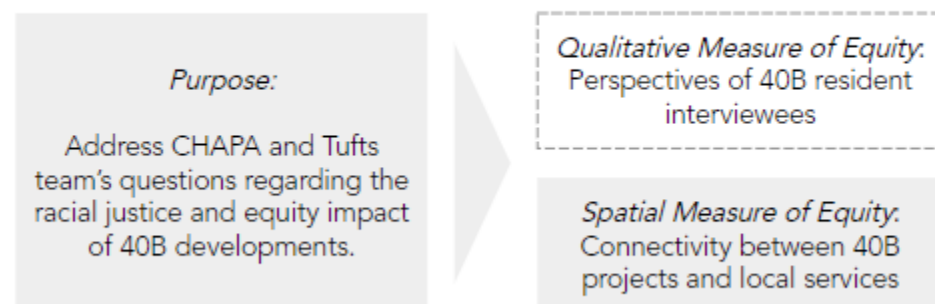 Purpose:
Address CHAPA and Tufts
team's questions regarding the
racial justice and equity impact
of 40B developments.
Qualitative Measure of Equity:
Perspectives of 40B resident
interviewees
Spatial Measure of Equity:
Connectivity between 40B
projects and local services